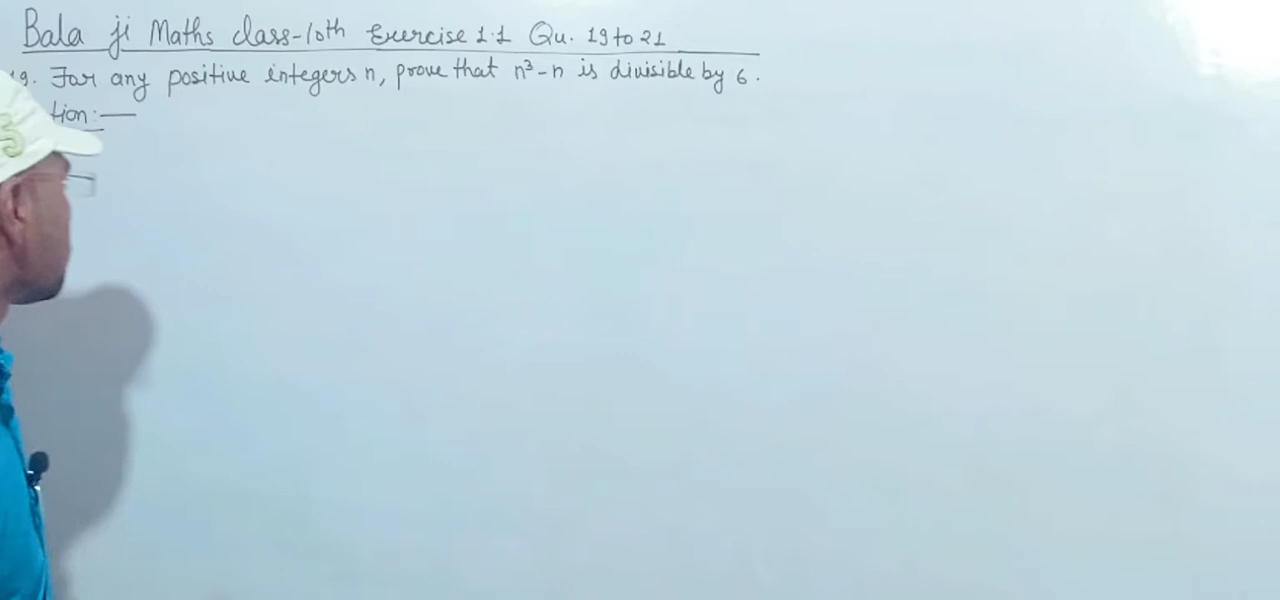 Bala ji Maths class-10th Exercise 1.1 Qu. 19 to 21
19. For any positive integers n, prove that n³-n is divisible by 6.
tion:—
5